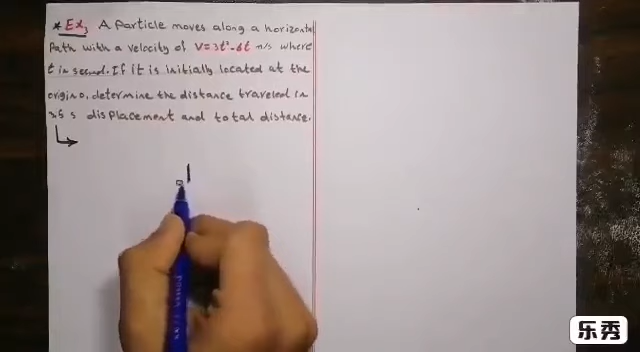 * Ex, A Particle moves along a horizontal
Path with a velocity of V=3t²-6t m/s where
t in second. If it is initially located at the
origin o, determine the distance traveled in
3.5 s displacement and total distance.
乐秀